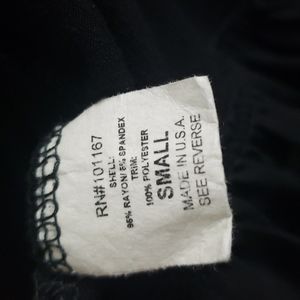 RN#101167
SHELL:
95% RAYON/ 5% SPANDEX
TRIM:
100% POLYESTER
SMALL
MADE IN U.S.A.
SEE REVERSE